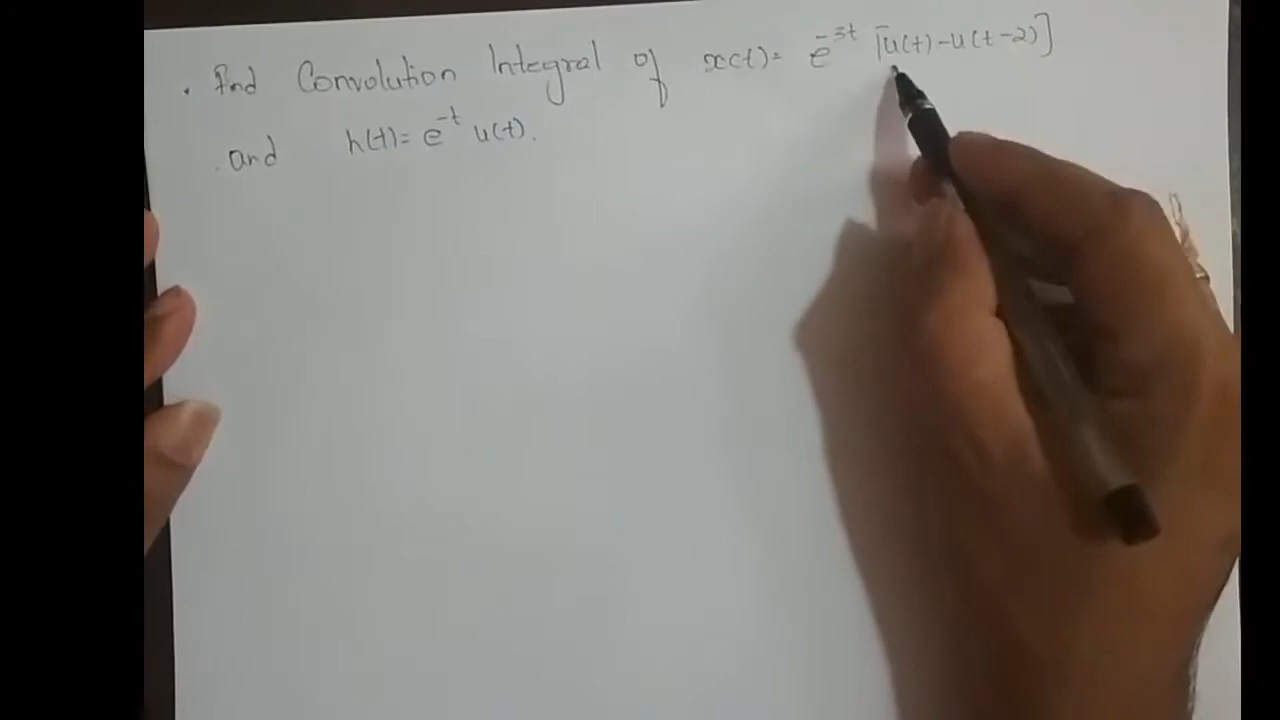 . Find Convolution Integral of x(t)= e^{-3t} [u(t)-u(t-2)]
. and h(t)= e^{-t} u(t).